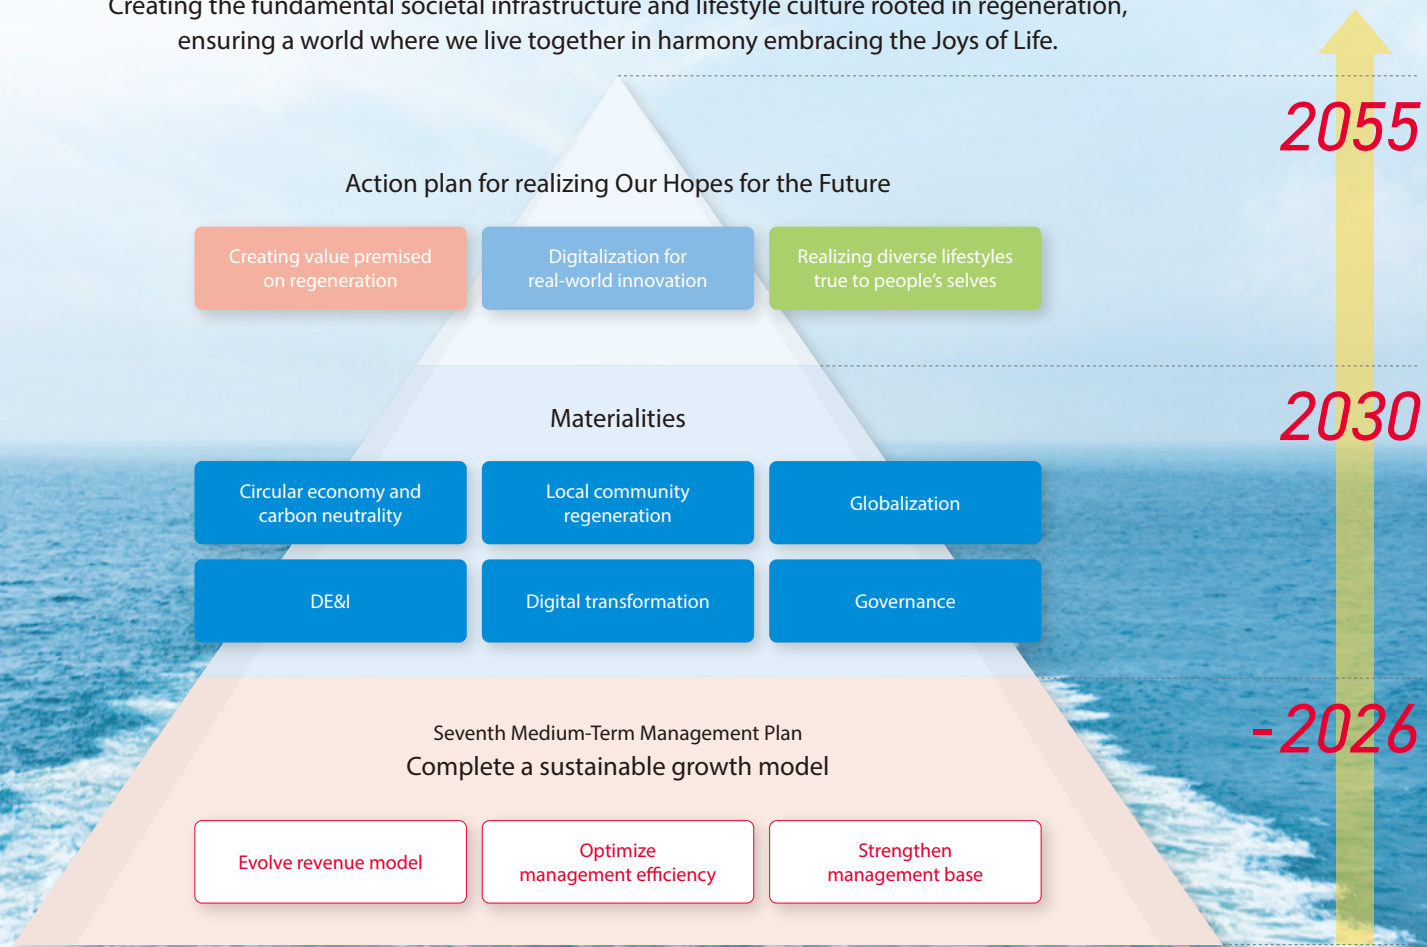 Creating the fundamental societal infrastructure and lifestyle culture rooted in regeneration,
ensuring a world where we live together in harmony embracing the Joys of Life.
2055
Action plan for realizing Our Hopes for the Future
Creating value premised
on regeneration
Digitalization for
real-world innovation
Realizing diverse lifestyles
true to people’s selves
2030
Materialities
Circular economy and
carbon neutrality
Local community
regeneration
Globalization
DE&I
Digital transformation
Governance
-2026
Seventh Medium-Term Management Plan
Complete a sustainable growth model
Evolve revenue model
Optimize
management efficiency
Strengthen
management base